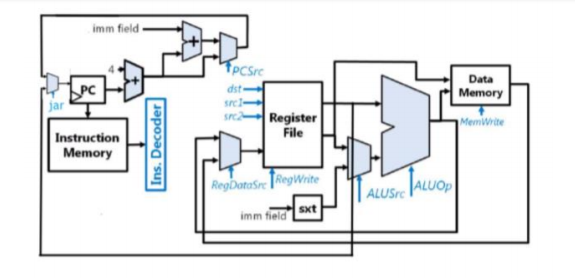 imm field
4
+
+
PCSrc
PC
jar
Instruction
Memory
Ins. Decoder
dst
src1
src2
Register
File
RegDataSrc
RegWrite
imm field
sxt
ALUSrc
ALUOp
Data
Memory
MemWrite